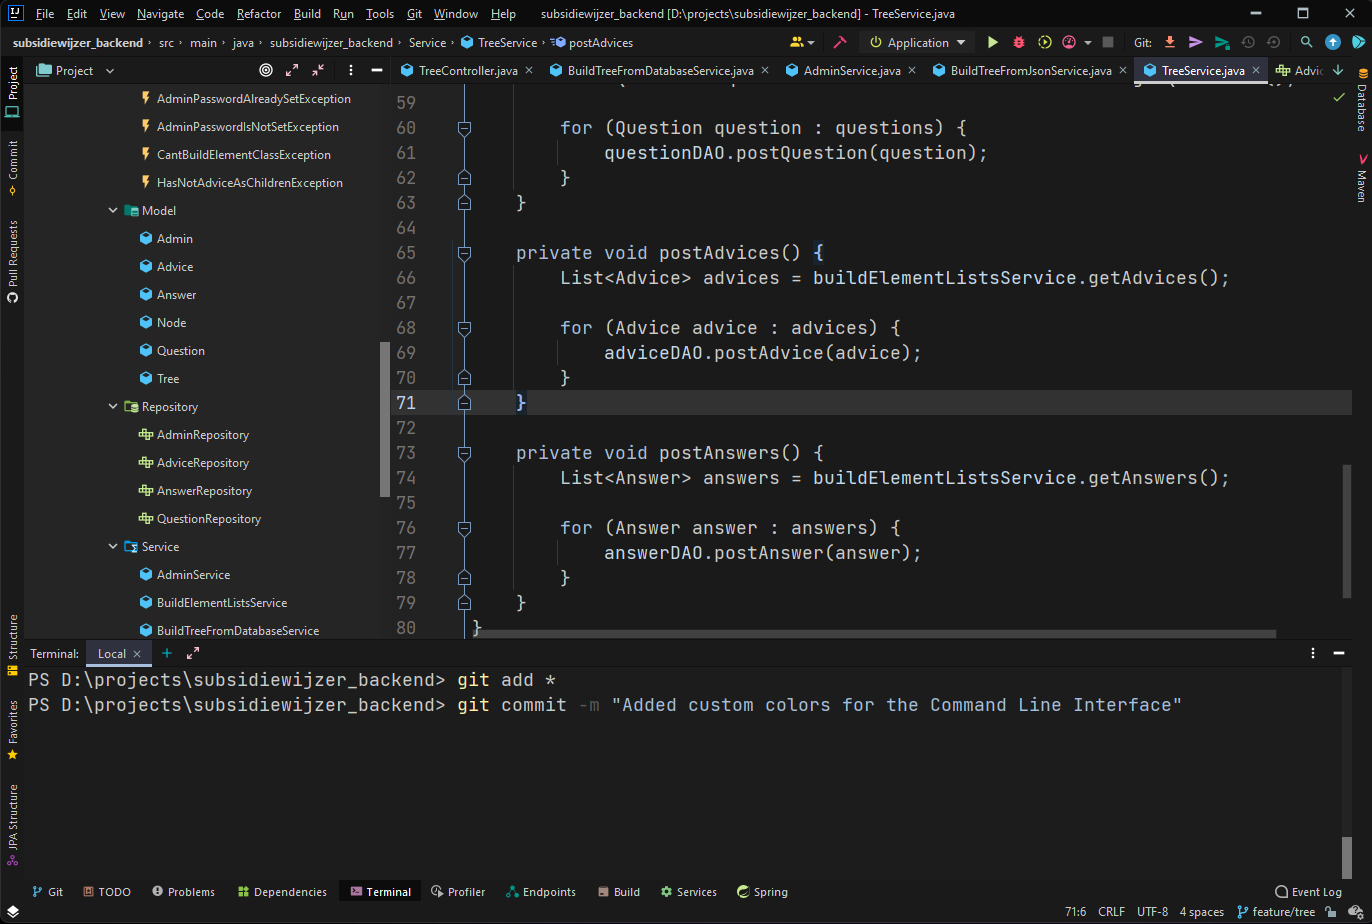 File Edit View Navigate Code Refactor Build Run Tools Git Window Help subsidiewijzer_backend [D:\projects\subsidiewijzer_backend] - TreeService.java
subsidiewijzer_backend src main java subsidiewijzer_backend Service TreeService postAdvices Application Git:
Project
TreeController.java BuildTreeFromDatabaseService.java AdminService.java BuildTreeFromJsonService.java TreeService.java Advic
Project
Commit
Pull Requests
Structure
Favorites
JPA Structure
Database
Maven
AdminPasswordAlreadySetException
AdminPasswordIsNotSetException
CantBuildElementClassException
HasNotAdviceAsChildrenException
Model
Admin
Advice
Answer
Node
Question
Tree
Repository
AdminRepository
AdviceRepository
AnswerRepository
QuestionRepository
Service
AdminService
BuildElementListsService
BuildTreeFromDatabaseService
59
60 for (Question question : questions) {
61 questionDAO.postQuestion(question);
62 }
63 }
64
65 private void postAdvices() {
66 List<Advice> advices = buildElementListsService.getAdvices();
67
68 for (Advice advice : advices) {
69 adviceDAO.postAdvice(advice);
70 }
71 }
72
73 private void postAnswers() {
74 List<Answer> answers = buildElementListsService.getAnswers();
75
76 for (Answer answer : answers) {
77 answerDAO.postAnswer(answer);
78 }
79 }
80 }
Terminal: Local
PS D:\projects\subsidiewijzer_backend> git add *
PS D:\projects\subsidiewijzer_backend> git commit -m "Added custom colors for the Command Line Interface"
Git TODO Problems Dependencies Terminal Profiler Endpoints Build Services Spring Event Log
71:6 CRLF UTF-8 4 spaces feature/tree